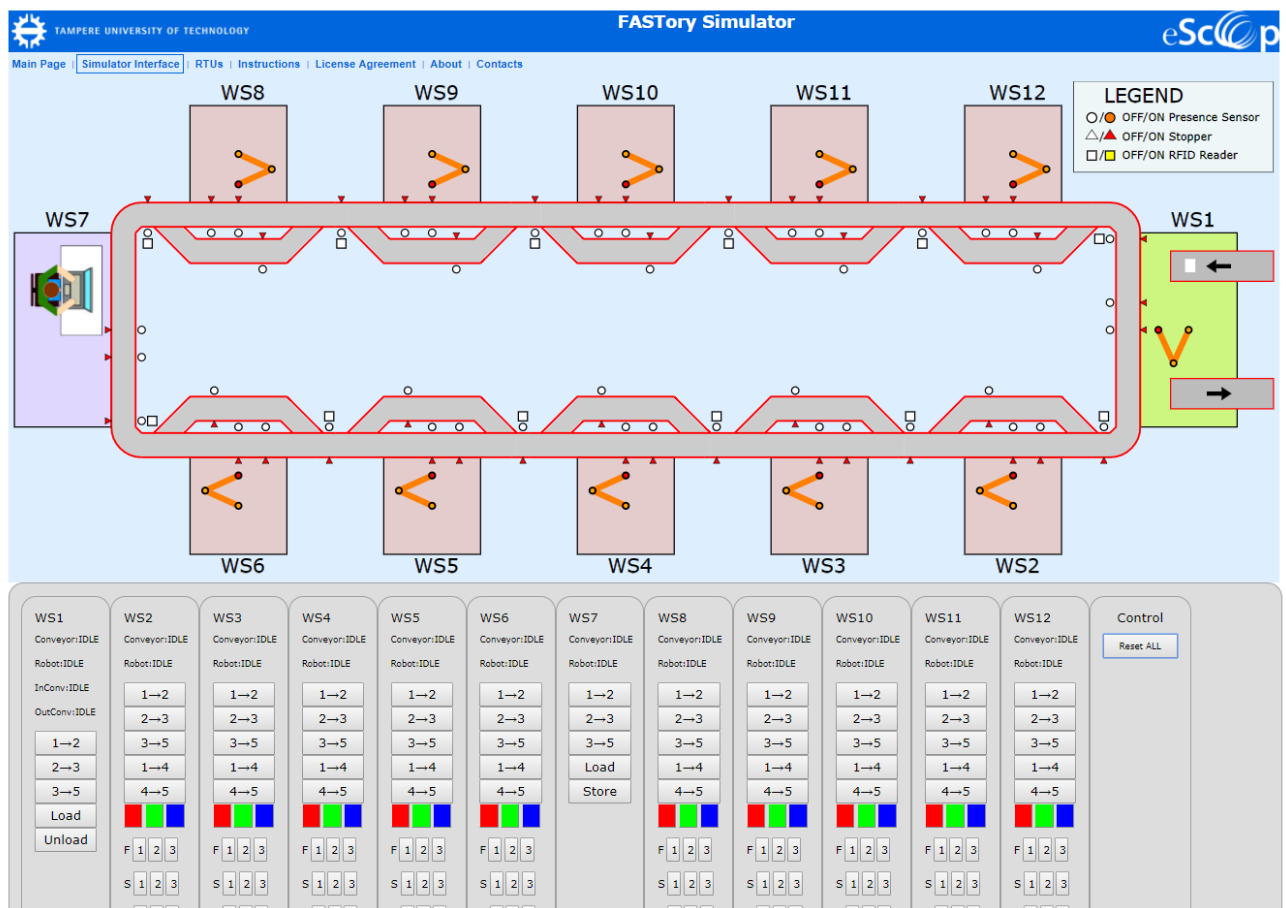 TAMPERE UNIVERSITY OF TECHNOLOGY
FASTory Simulator
eScop
Main Page | Simulator Interface | RTUs | Instructions | License Agreement | About | Contacts
WS8 WS9 WS10 WS11 WS12
LEGEND
OFF/ON Presence Sensor
OFF/ON Stopper
OFF/ON RFID Reader
WS7
WS1
WS6 WS5 WS4 WS3 WS2
WS1 WS2 WS3 WS4 WS5 WS6 WS7 WS8 WS9 WS10 WS11 WS12 Control
Conveyor:IDLE Conveyor:IDLE Conveyor:IDLE Conveyor:IDLE Conveyor:IDLE Conveyor:IDLE Conveyor:IDLE Conveyor:IDLE Conveyor:IDLE Conveyor:IDLE Conveyor:IDLE Conveyor:IDLE Reset ALL
Robot:IDLE Robot:IDLE Robot:IDLE Robot:IDLE Robot:IDLE Robot:IDLE Robot:IDLE Robot:IDLE Robot:IDLE Robot:IDLE Robot:IDLE Robot:IDLE
InConv:IDLE 1→2 1→2 1→2 1→2 1→2 1→2 1→2 1→2 1→2 1→2 1→2
OutConv:IDLE 2→3 2→3 2→3 2→3 2→3 2→3 2→3 2→3 2→3 2→3 2→3
1→2 3→5 3→5 3→5 3→5 3→5 3→5 3→5 3→5 3→5 3→5 3→5
2→3 1→4 1→4 1→4 1→4 1→4 Load 1→4 1→4 1→4 1→4 1→4
3→5 4→5 4→5 4→5 4→5 4→5 Store 4→5 4→5 4→5 4→5 4→5
Load
Unload
F 1 2 3 F 1 2 3 F 1 2 3 F 1 2 3 F 1 2 3 F 1 2 3 F 1 2 3 F 1 2 3 F 1 2 3 F 1 2 3
S 1 2 3 S 1 2 3 S 1 2 3 S 1 2 3 S 1 2 3 S 1 2 3 S 1 2 3 S 1 2 3 S 1 2 3 S 1 2 3